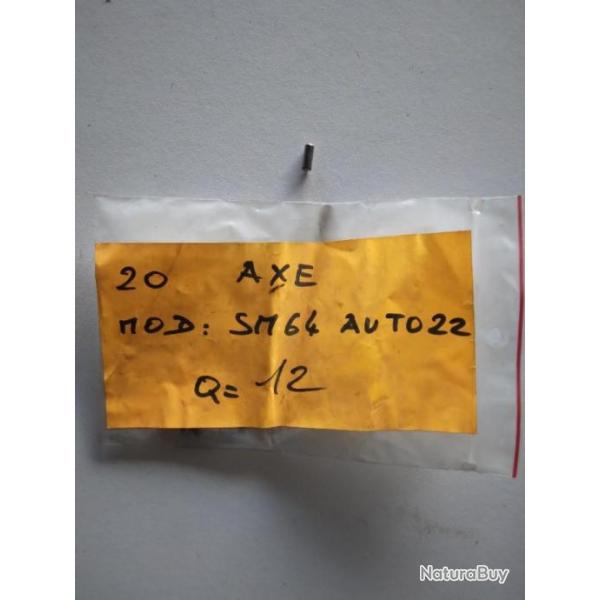 20 AXE
MOD: SM64 AUTO22
Q= 12
NaturaBuy